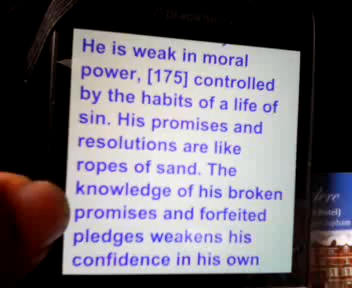 He is weak in moral
power, [175] controlled
by the habits of a life of
sin. His promises and
resolutions are like
ropes of sand. The
knowledge of his broken
promises and forfeited
pledges weakens his
confidence in his own